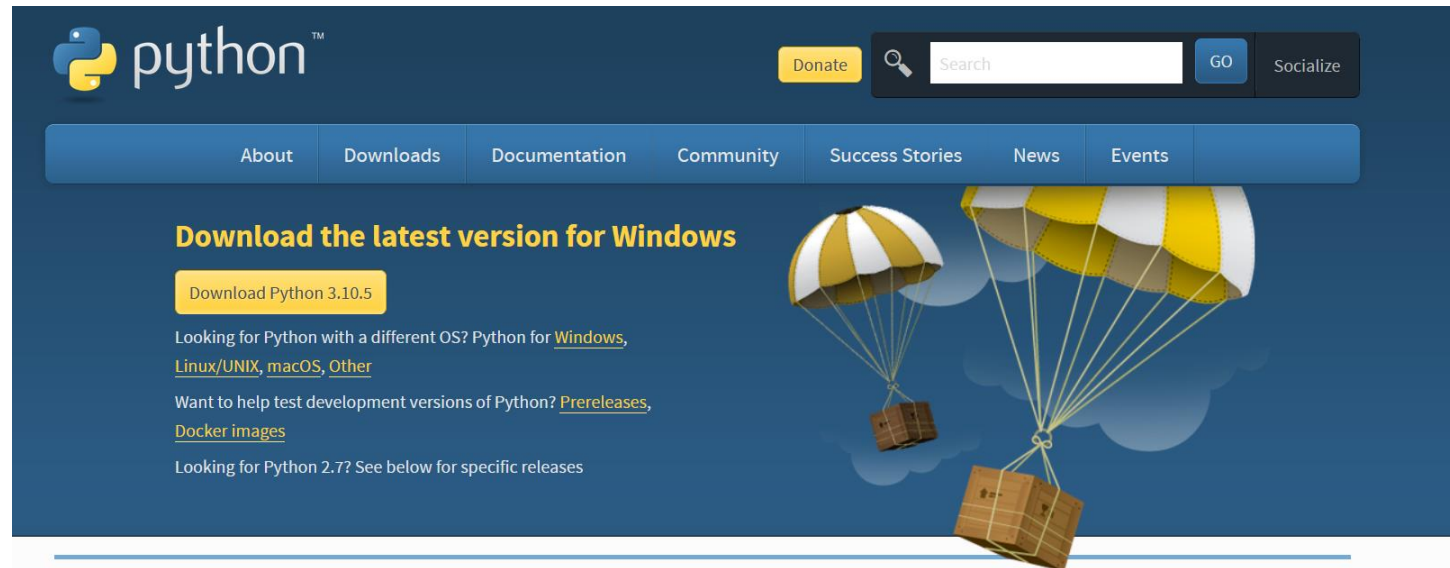 python™
Donate
Search
GO
Socialize
About
Downloads
Documentation
Community
Success Stories
News
Events
Download the latest version for Windows
Download Python 3.10.5
Looking for Python with a different OS? Python for Windows,
Linux/UNIX, macOS, Other
Want to help test development versions of Python? Prereleases,
Docker images
Looking for Python 2.7? See below for specific releases